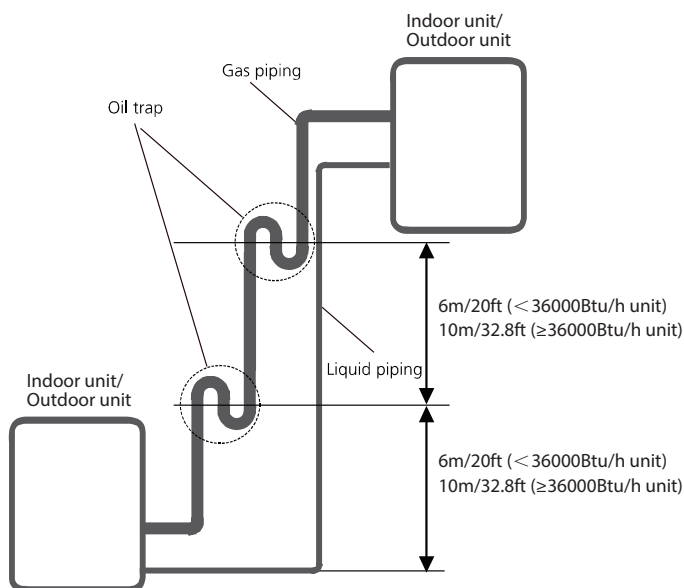 Indoor unit/
Outdoor unit
Gas piping
Oil trap
6m/20ft (<36000Btu/h unit)
10m/32.8ft (≥36000Btu/h unit)
Liquid piping
Indoor unit/
Outdoor unit
6m/20ft (<36000Btu/h unit)
10m/32.8ft (≥36000Btu/h unit)